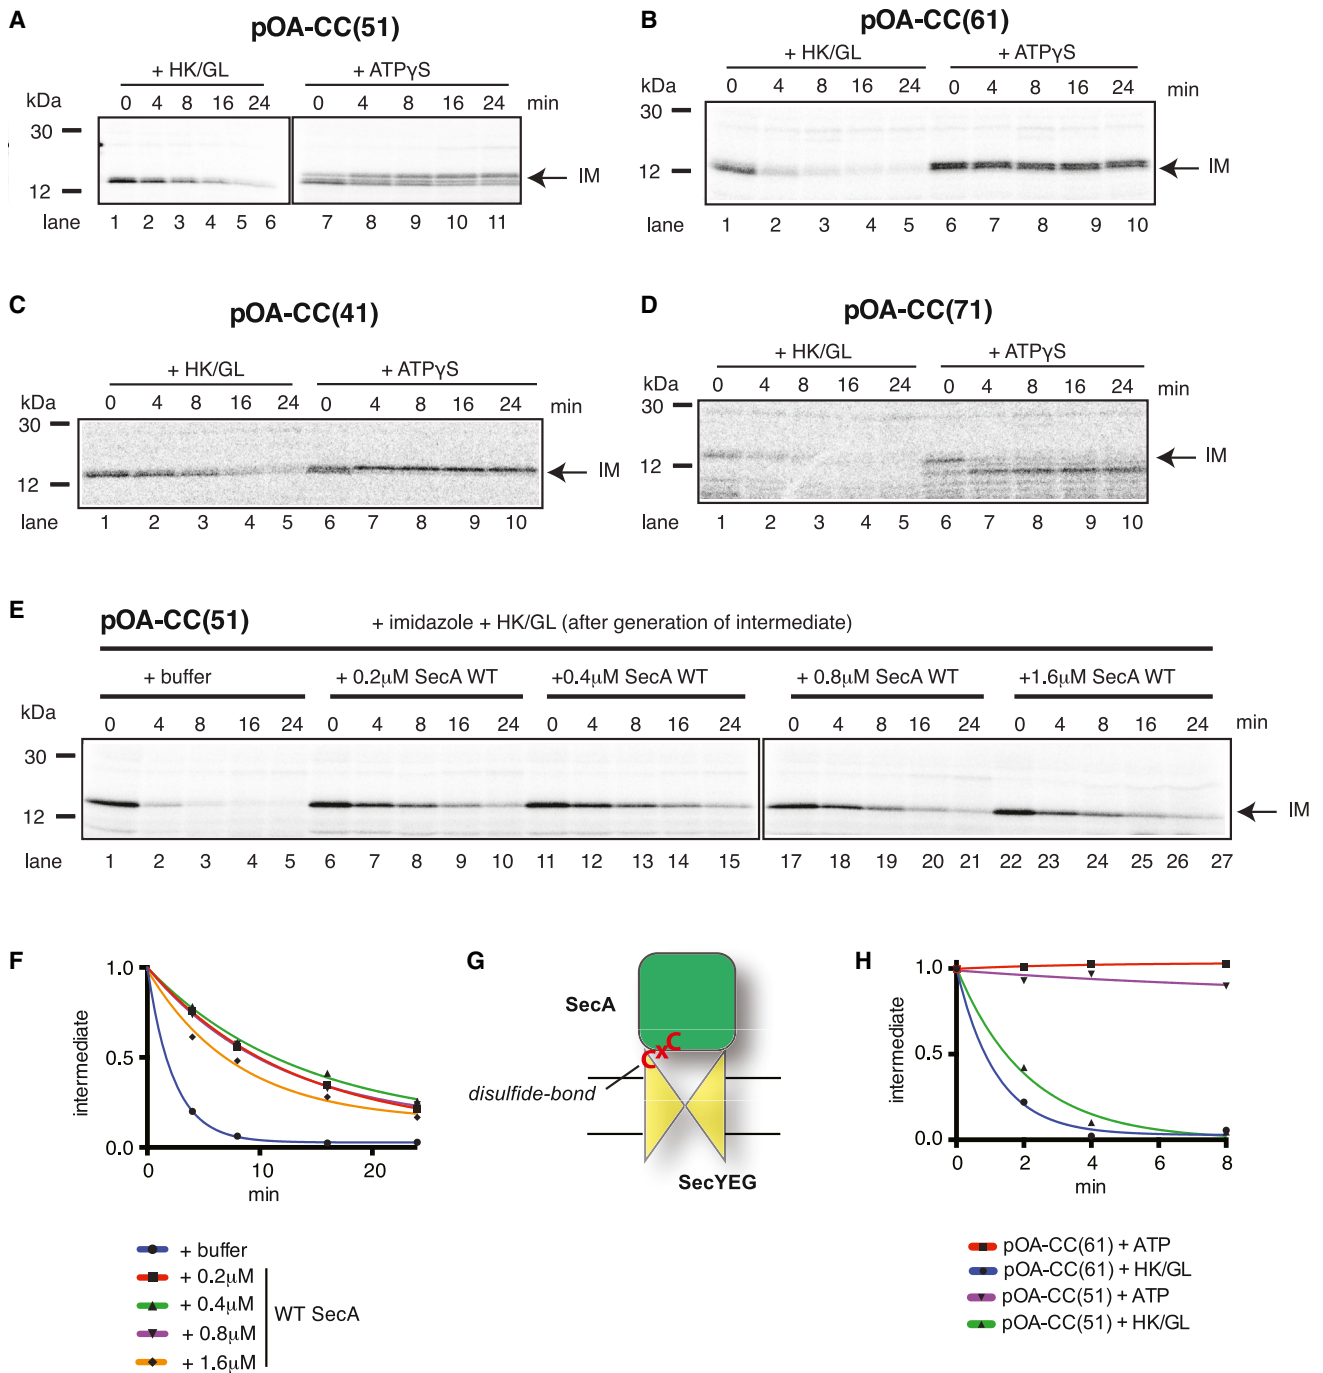 A
pOA-CC(51)
+ HK/GL
+ ATPγS
kDa
0 4 8 16 24
0 4 8 16 24
min
30
12
IM
lane
1 2 3 4 5 6
7 8 9 10 11
B
pOA-CC(61)
+ HK/GL
+ ATPγS
kDa
0 4 8 16 24
0 4 8 16 24
min
30
12
IM
lane
1 2 3 4 5 6 7 8 9 10
C
pOA-CC(41)
+ HK/GL
+ ATPγS
kDa
0 4 8 16 24
0 4 8 16 24
min
30
12
IM
lane
1 2 3 4 5 6 7 8 9 10
D
pOA-CC(71)
+ HK/GL
+ ATPγS
kDa
0 4 8 16 24
0 4 8 16 24
min
30
12
IM
lane
1 2 3 4 5 6 7 8 9 10
E
pOA-CC(51)
+ imidazole + HK/GL (after generation of intermediate)
+ buffer
+ 0.2μM SecA WT
+0.4μM SecA WT
+ 0.8μM SecA WT
+1.6μM SecA WT
kDa
0 4 8 16 24
0 4 8 16 24
0 4 8 16 24
0 4 8 16 24
0 4 8 16 24
min
30
12
IM
lane
1 2 3 4 5 6 7 8 9 10 11 12 13 14 15
17 18 19 20 21 22 23 24 25 26 27
F
1.0
0.5
0.0
intermediate
0 10 20
min
+ buffer
+ 0.2μM
+ 0.4μM
+ 0.8μM
+ 1.6μM
WT SecA
G
SecA
C x C
disulfide-bond
SecYEG
H
1.0
0.5
0.0
intermediate
0 2 4 6 8
min
pOA-CC(61) + ATP
pOA-CC(61) + HK/GL
pOA-CC(51) + ATP
pOA-CC(51) + HK/GL